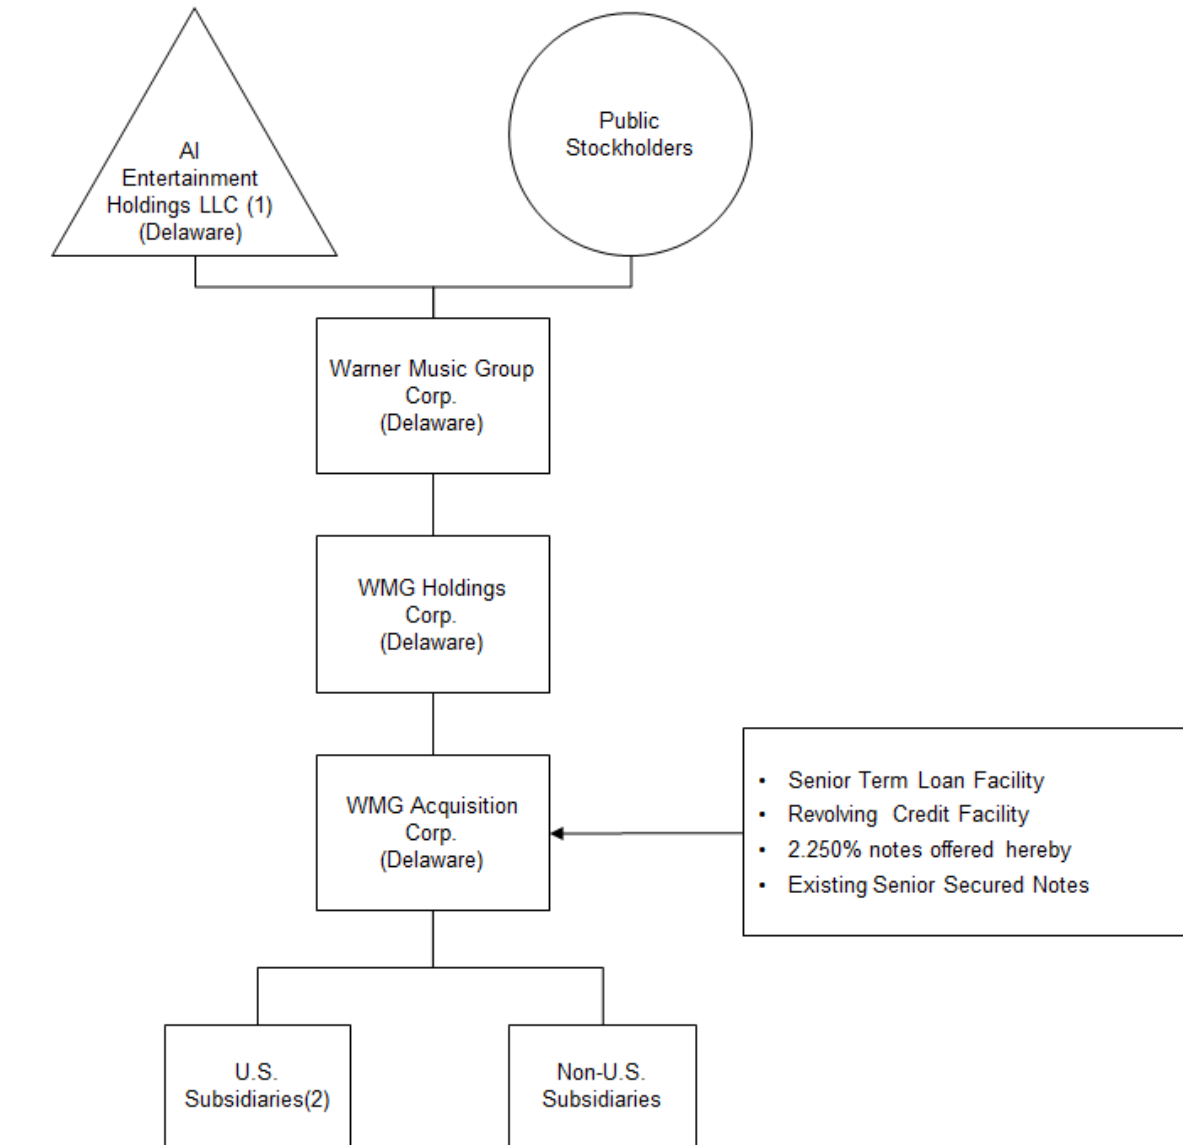 AI
Entertainment
Holdings LLC (1)
(Delaware)
Public
Stockholders
Warner Music Group
Corp.
(Delaware)
WMG Holdings
Corp.
(Delaware)
WMG Acquisition
Corp.
(Delaware)
• Senior Term Loan Facility
• Revolving Credit Facility
• 2.250% notes offered hereby
• Existing Senior Secured Notes
U.S.
Subsidiaries(2)
Non-U.S.
Subsidiaries